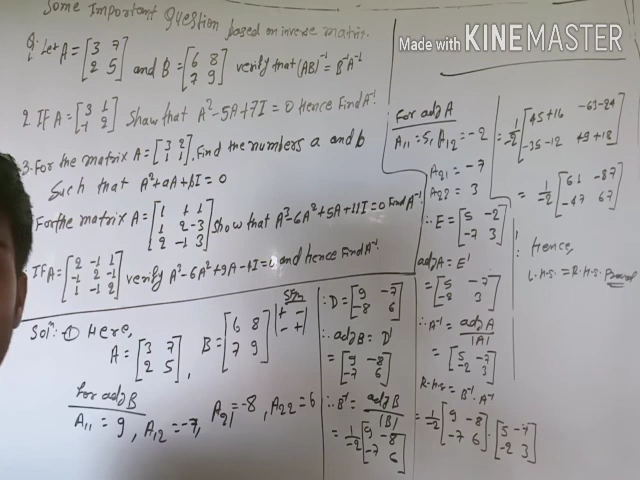 Some Important question based on inverse matrix.
Q. Let A = [3 7 2 5] and B = [6 8 7 9] verify that (AB)⁻¹ = B⁻¹A⁻¹
2. If A = [3 1 -1 2] Shaw that A² - 5A + 7I = 0 Hence Find A⁻¹.
3. For the matrix A = [3 2 1 1], Find the numbers a and b
Such that A² + aA + bI = 0
For the matrix A = [1 1 1 1 2 -3 2 -1 3] Show that A³ - 6A² + 5A + 11I = 0. Find A⁻¹
If A = [2 -1 1 -1 2 -1 1 -1 2] verify A³ - 6A² + 9A - 4I = 0 and hence Find A⁻¹.
Solⁿ: ① Here,
A = [3 7 2 5], B = [6 8 7 9]
+ -
- +
For adj B
A₁₁ = 9, A₁₂ = -7, A₂₁ = -8, A₂₂ = 6
∴ D = [9 -7 -8 6]
∴ adj B = D'
= [9 -8 -7 6]
∴ B⁻¹ = adj B / |B|
= 1/-2 [9 -8 -7 6]
For adj A
A₁₁ = 5, A₁₂ = -2
A₂₁ = -7
A₂₂ = 3
∴ E = [5 -2 -7 3]
adj A = E'
= [5 -7 -2 3]
∴ A⁻¹ = adj A / |A|
= [5 -7 -2 3]
R.H.S = B⁻¹. A⁻¹
= 1/-2 [9 -8 -7 6] . [5 -7 -2 3]
= 1/-2 [45+16 -63-24 -35-12 49+18]
= 1/-2 [61 -87 -47 67]
Hence,
L.H.S. = R.H.S. Proved
Made with KINEMASTER